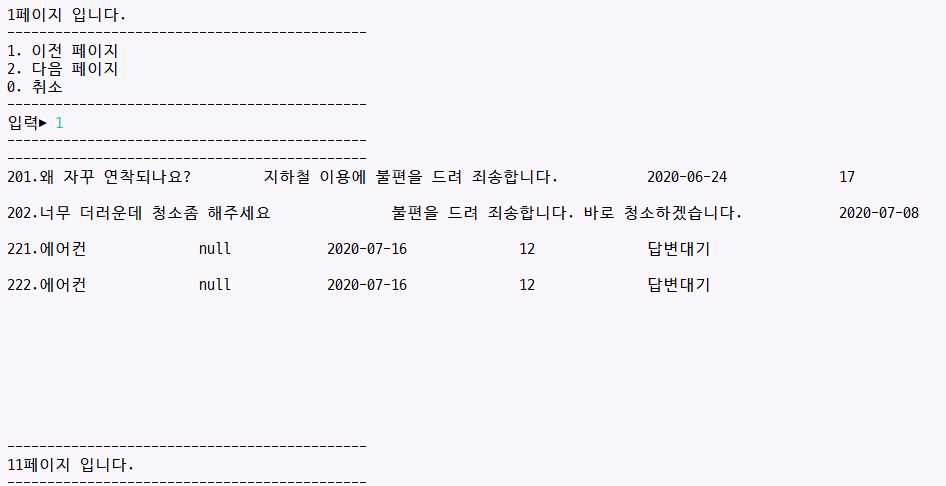 1페이지 입니다.
---------------------------------------------
1. 이전 페이지
2. 다음 페이지
0. 취소
---------------------------------------------
입력▶ 1
---------------------------------------------
---------------------------------------------
201.왜 자꾸 연착되나요? 지하철 이용에 불편을 드려 죄송합니다. 2020-06-24 17
202.너무 더러운데 청소좀 해주세요 불편을 드려 죄송합니다. 바로 청소하겠습니다. 2020-07-08
221.에어컨 null 2020-07-16 12 답변대기
222.에어컨 null 2020-07-16 12 답변대기
---------------------------------------------
11페이지 입니다.
---------------------------------------------